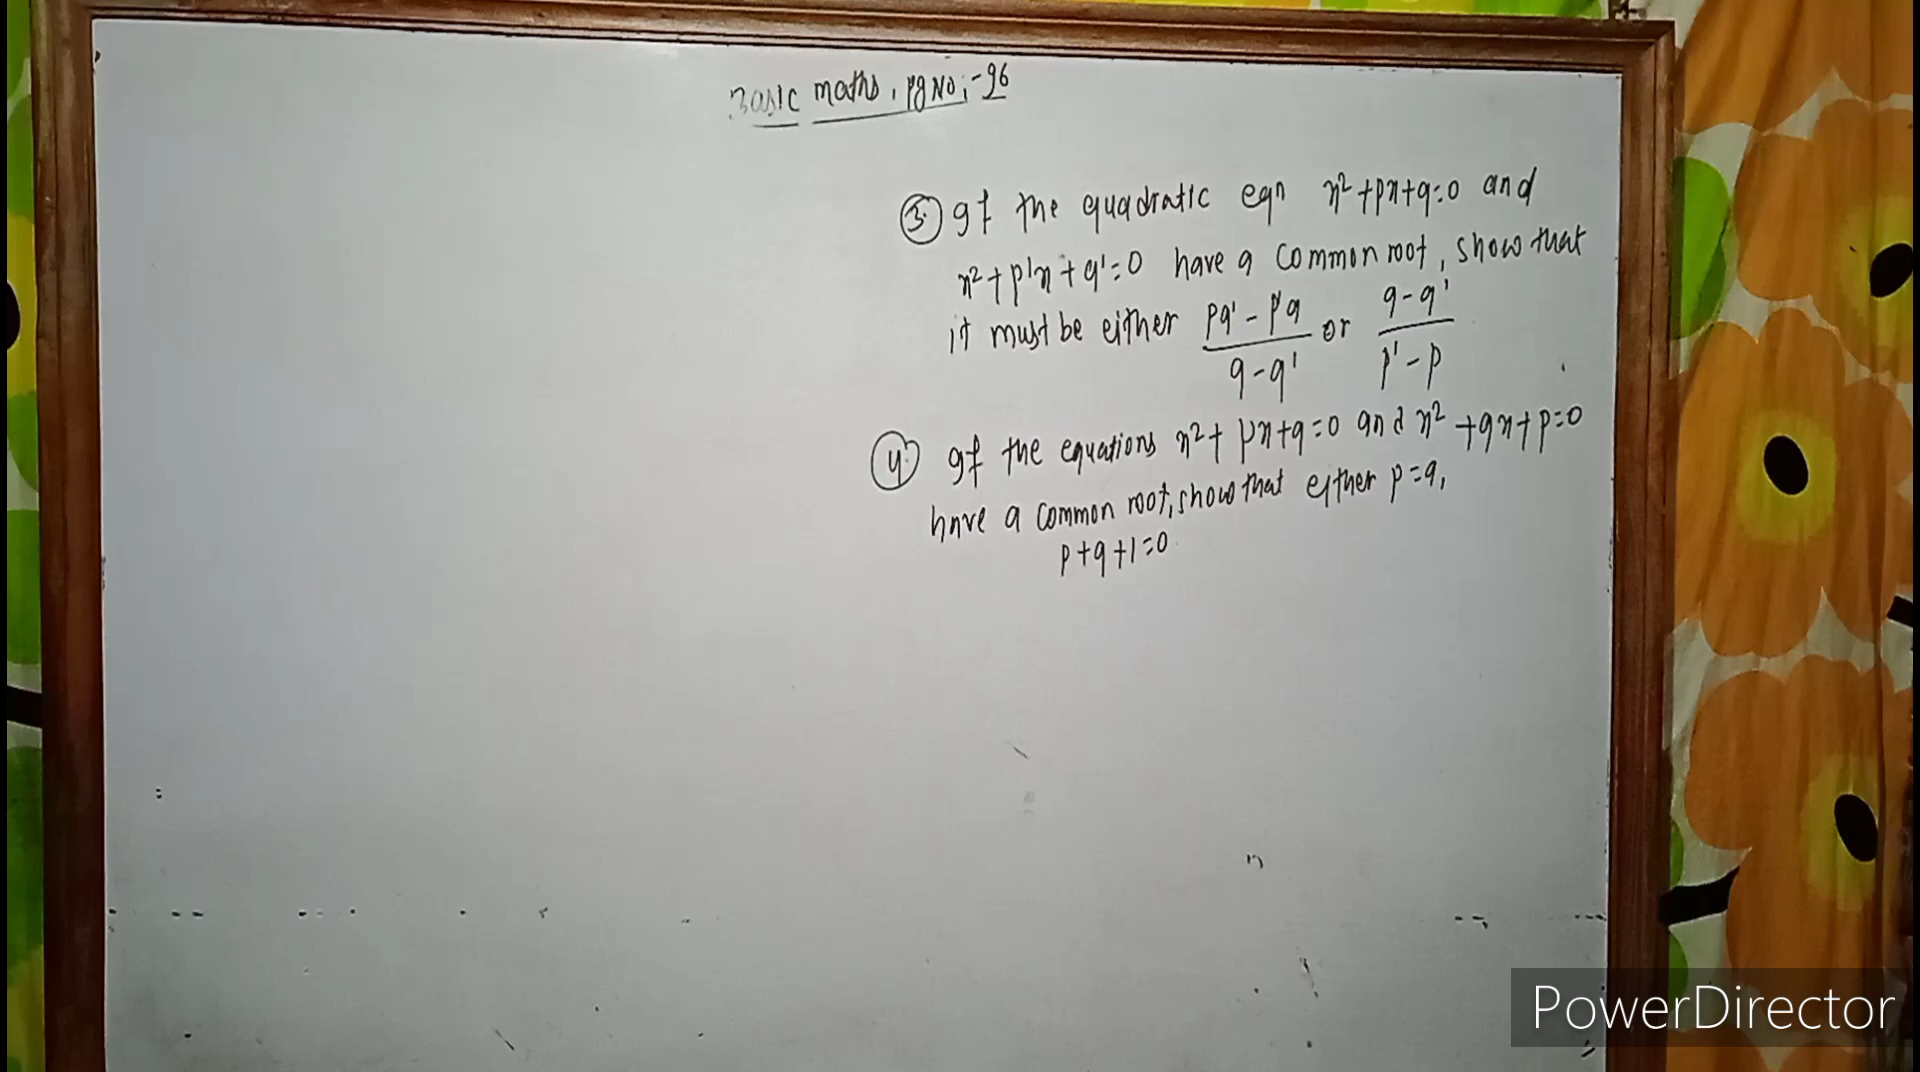 Basic maths, pg No:-96
③ If the quadratic eqn x²+px+q=0 and
x²+p'x+q'=0 have a common root, show that
it must be either pq'-p'q / q-q' or q-q' / p'-p
④ If the equations x²+px+q=0 and x²+qx+p=0
have a common root, show that either p=q,
p+q+1=0
PowerDirector